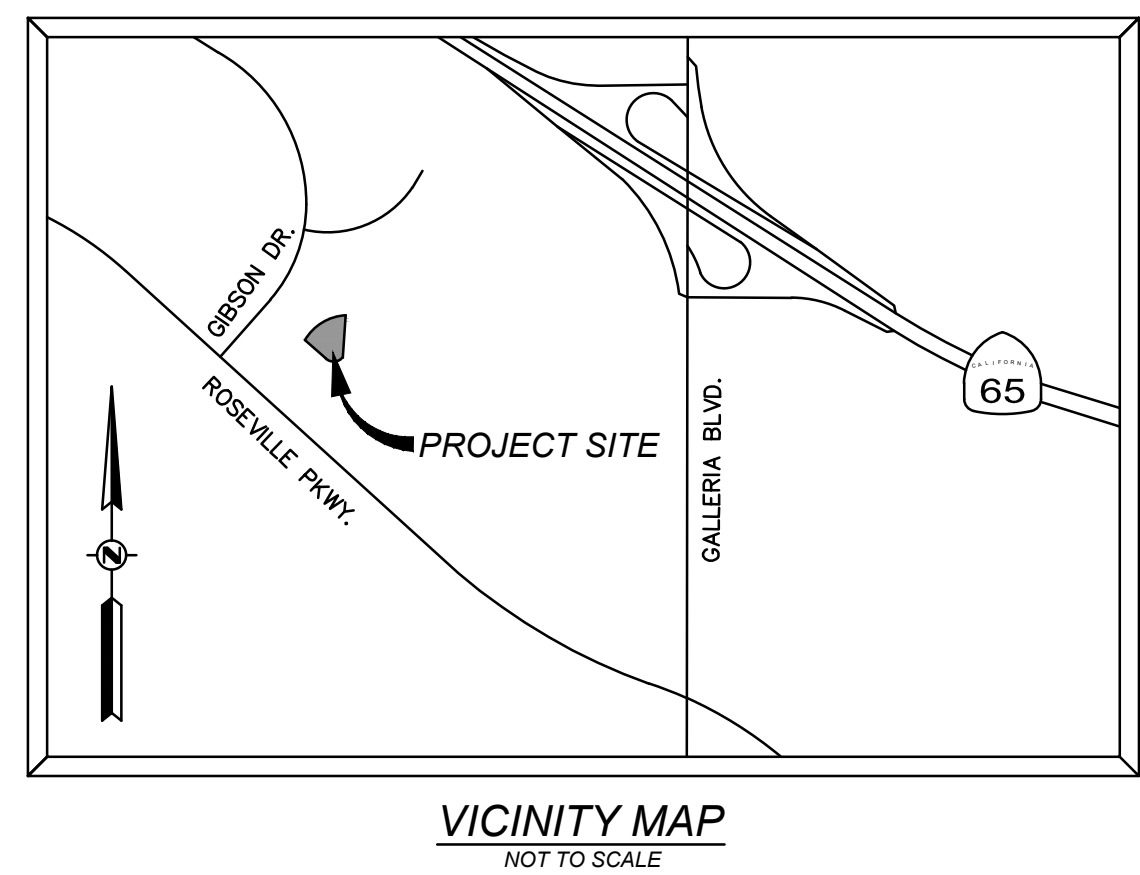 GIBSON DR.
ROSEVILLE PKWY.
PROJECT SITE
GALLERIA BLVD.
CALIFORNIA
65
N
VICINITY MAP
NOT TO SCALE